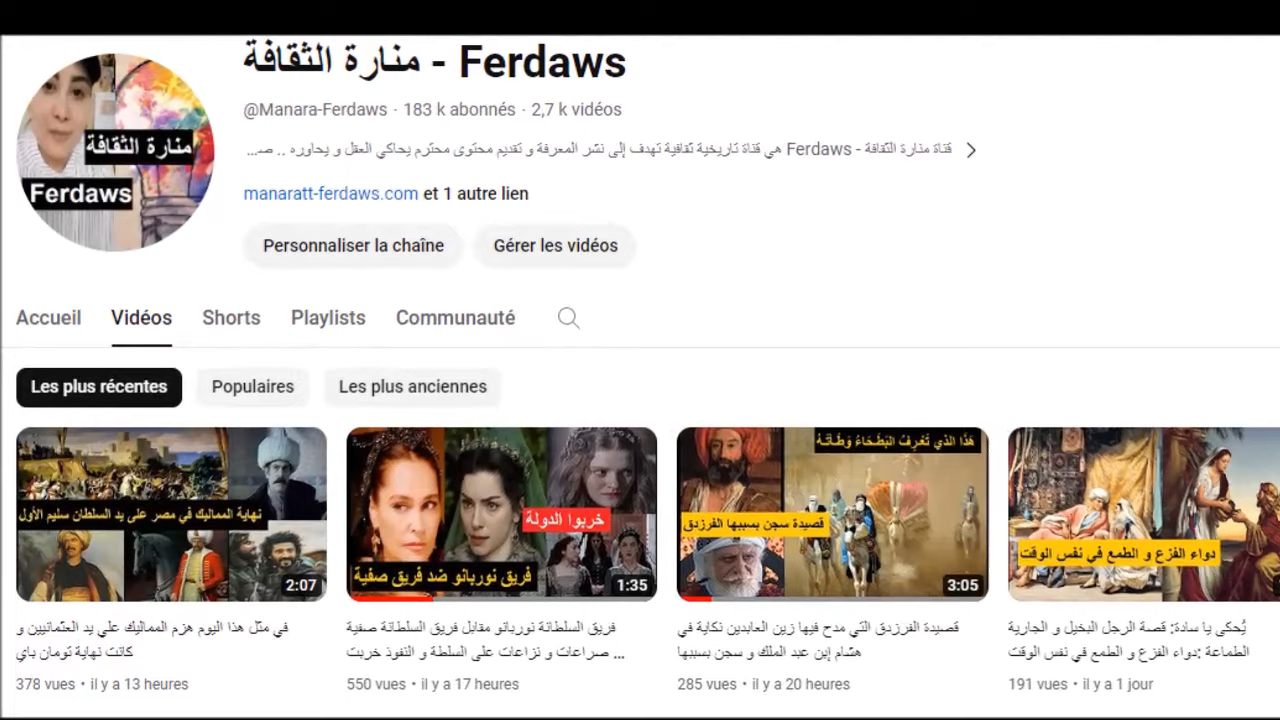 منارة الثقافة - Ferdaws
@Manara-Ferdaws · 183 k abonnés · 2,7 k vidéos
قناة منارة الثقافة - Ferdaws هي قناة تاريخية ثقافية تهدف إلى نشر المعرفة و تقديم محتوى محترم يحاكي العقل و يحاوره .. صـ...
manaratt-ferdaws.com et 1 autre lien
منارة الثقافة
Ferdaws
Personnaliser la chaîne
Gérer les vidéos
Accueil
Vidéos
Shorts
Playlists
Communauté
Les plus récentes
Populaires
Les plus anciennes
نهاية المماليك في مصر على يد السلطان سليم الأول
2:07
خربوا الدولة
فريق نوربانو ضد فريق صفية
1:35
هَذَا الذي تَعْرِفُ البَطْحَاءُ وَطْأتَهُ
قصيدة سجن بسببها الفرزدق
3:05
دواء الفزع و الطمع في نفس الوقت
في مثل هذا اليوم هزم المماليك علي يد العثمانيين و
كانت نهاية تومان باي
378 vues · il y a 13 heures
فريق السلطانة نوربانو مقابل فريق السلطانة صفية
صراعات و نزاعات على السلطة و النفوذ خربت ...
550 vues · il y a 17 heures
قصيدة الفرزدق التي مدح فيها زين العابدين نكاية في
هشام إبن عبد الملك و سجن بسببها
285 vues · il y a 20 heures
يُحكى يا سادة: قصة الرجل البخيل و الجارية
الطماعة :دواء الفزع و الطمع في نفس الوقت
191 vues · il y a 1 jour